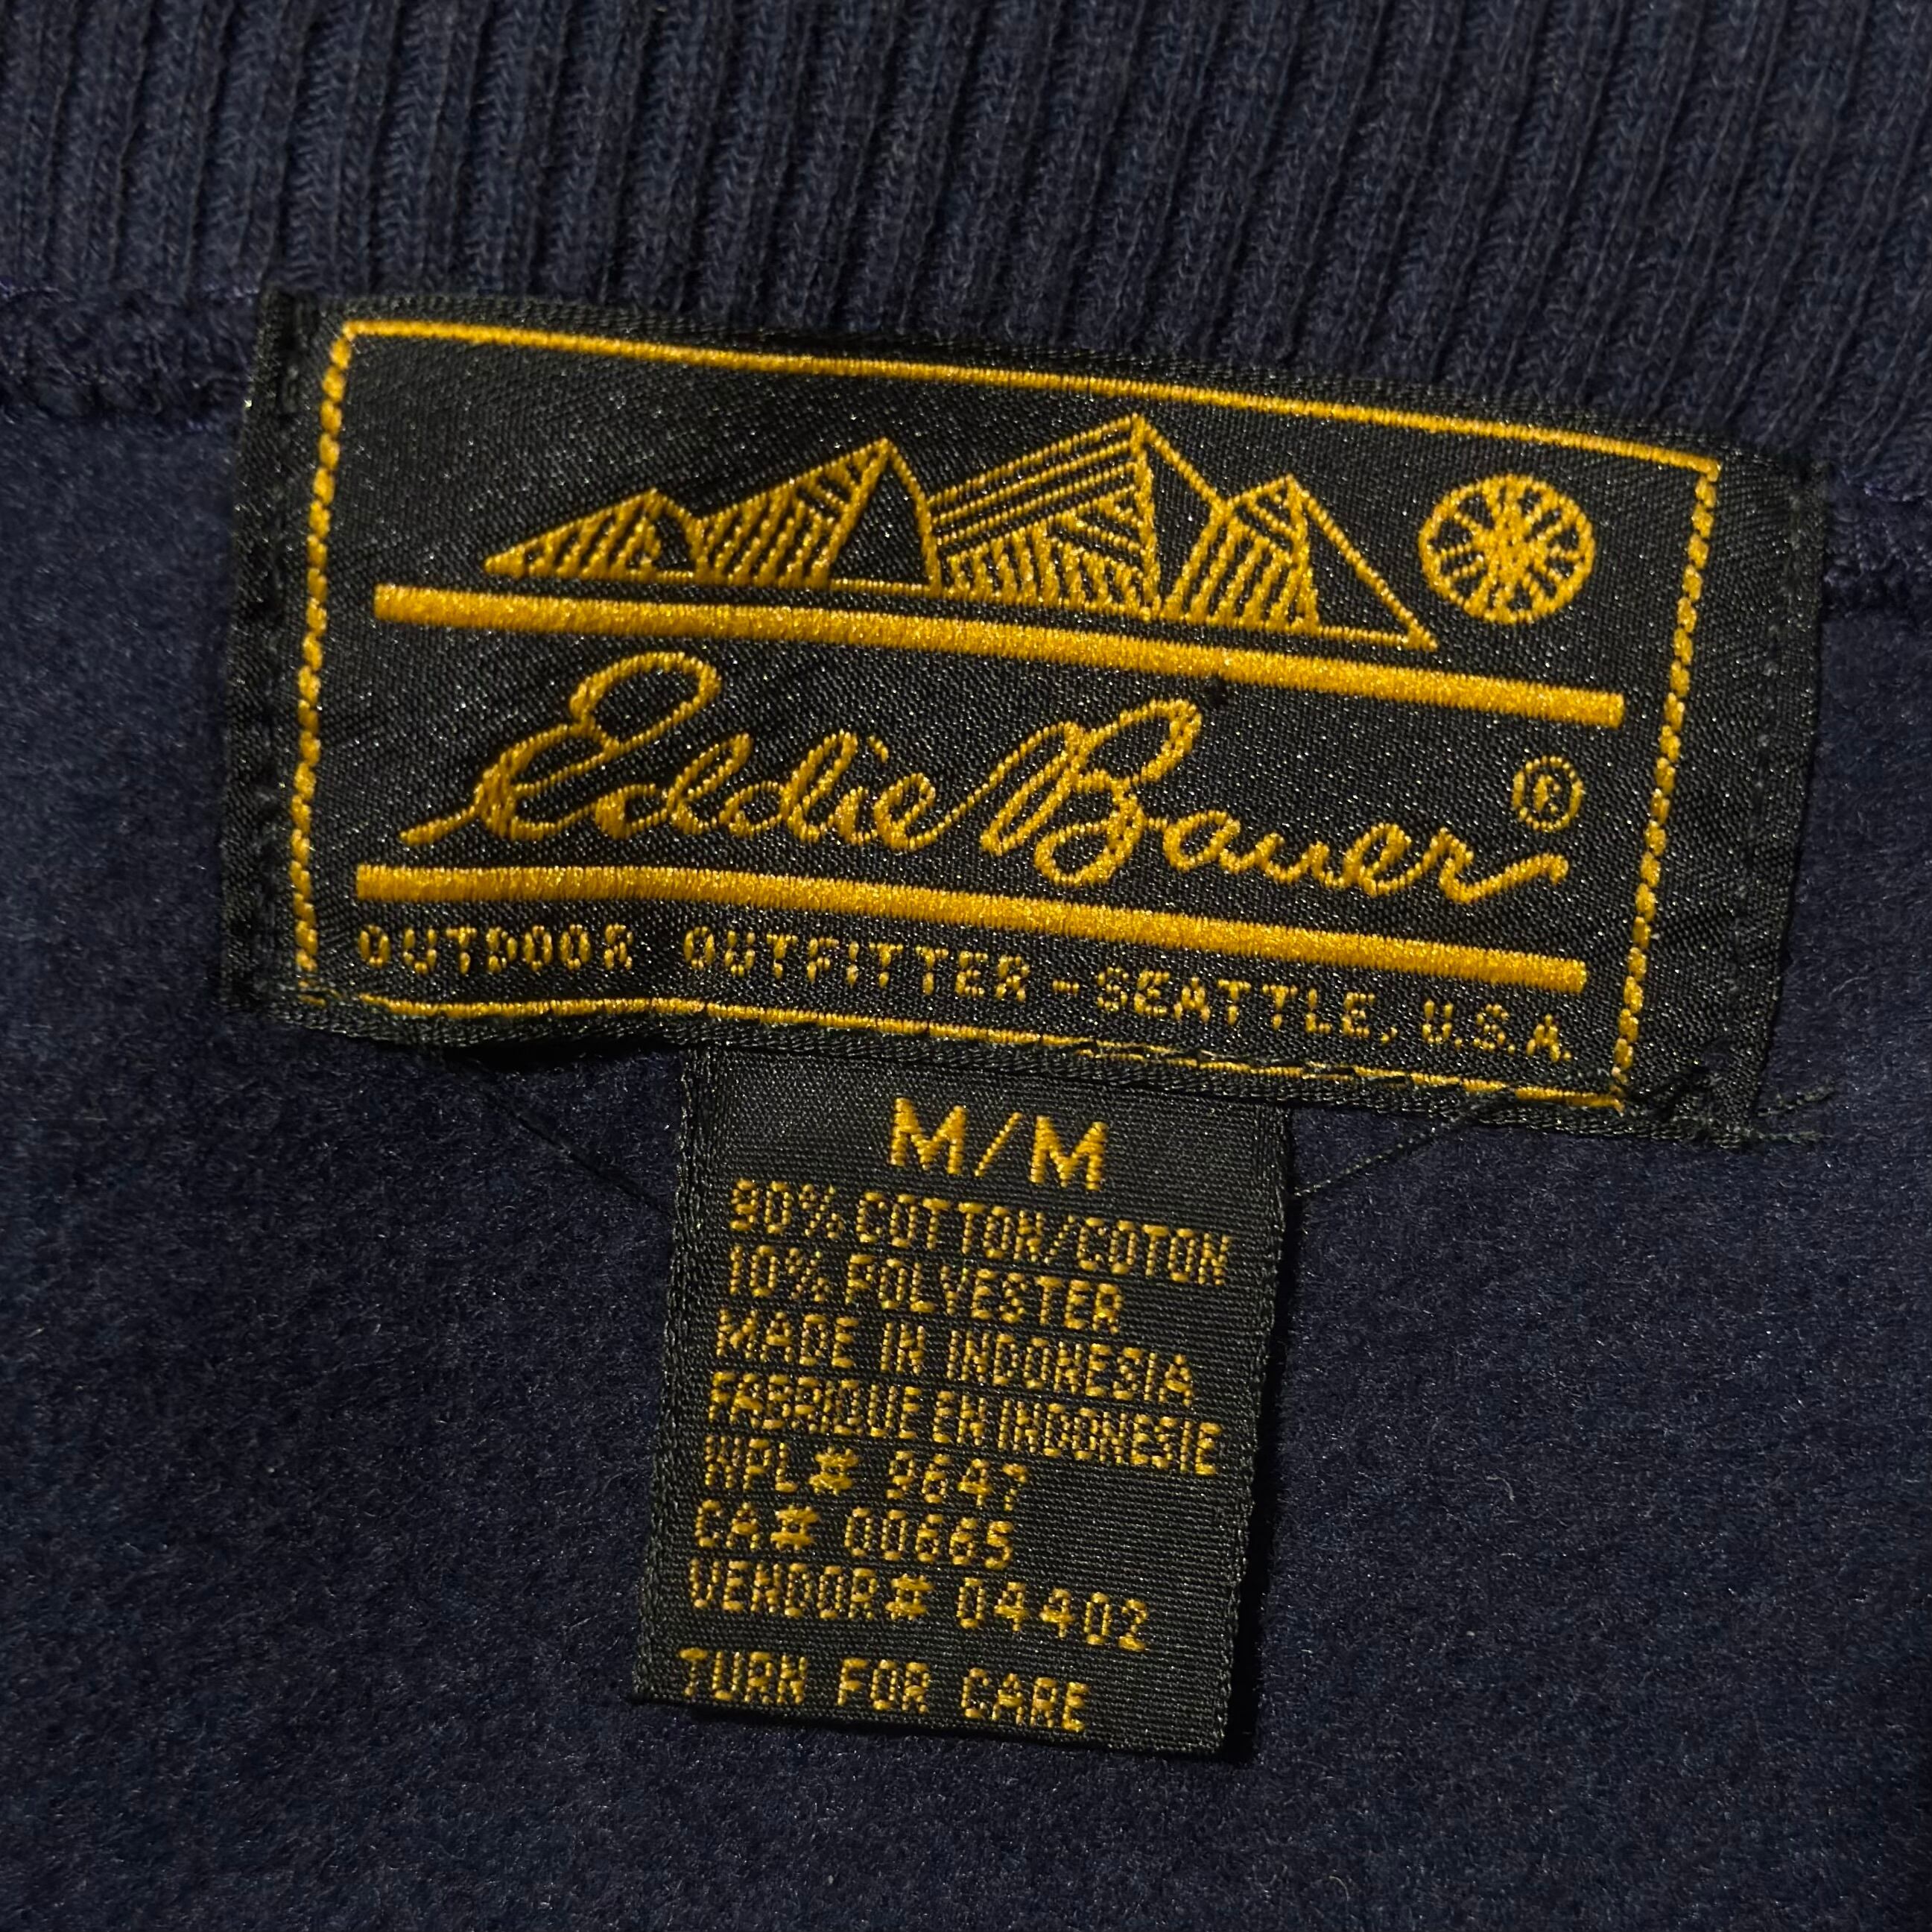 Eddie Bauer ®
OUTDOOR OUTFITTER - SEATTLE, U.S.A.
M/M
90% COTTON/COTON
10% POLYESTER
MADE IN INDONESIA
FABRIQUE EN INDONESIE
WPL# 9647
CA# 00665
VENDOR# 04402
TURN FOR CARE